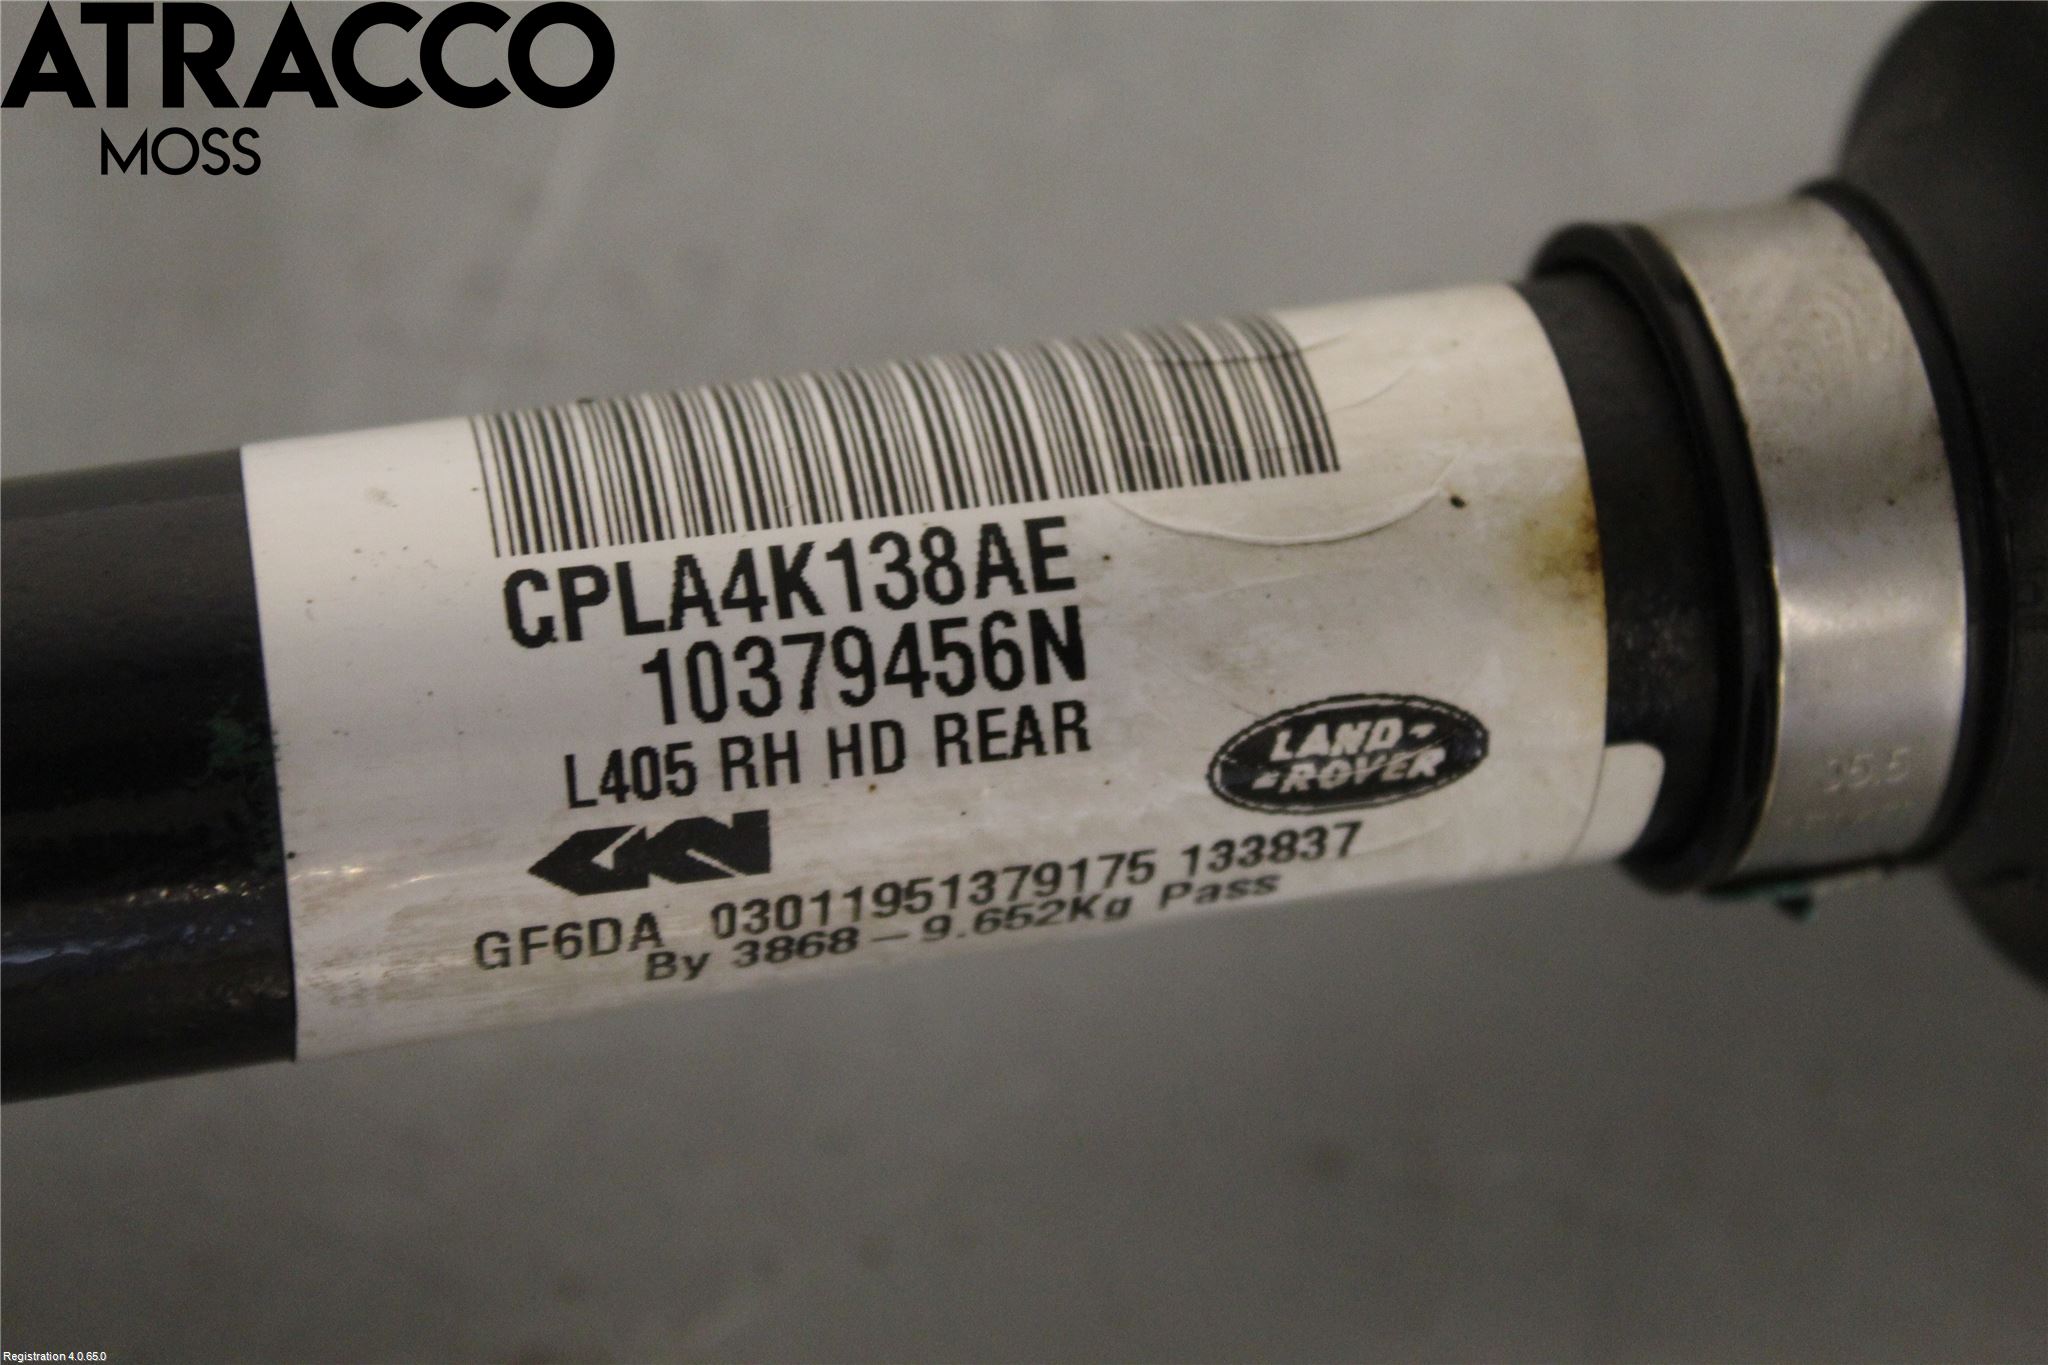 ATRACCO
MOSS
CPLA4K138AE
10379456N
L405 RH HD REAR
LAND-
-ROVER
GKN
GF6DA 03011951379175 133837
By 3868-9.652Kg Pass
Registration 4.0.65.0